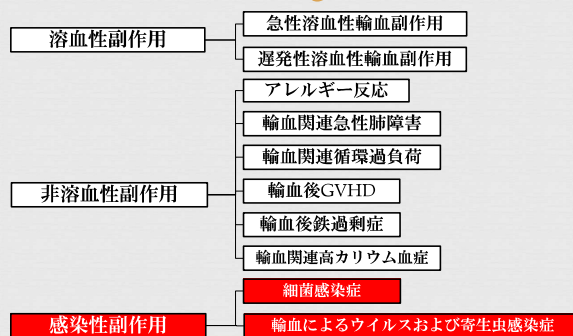 溶血性副作用
急性溶血性輸血副作用
遅発性溶血性輸血副作用
非溶血性副作用
アレルギー反応
輸血関連急性肺障害
輸血関連循環過負荷
輸血後GVHD
輸血後鉄過剰症
輸血関連高カリウム血症
感染性副作用
細菌感染症
輸血によるウイルスおよび寄生虫感染症